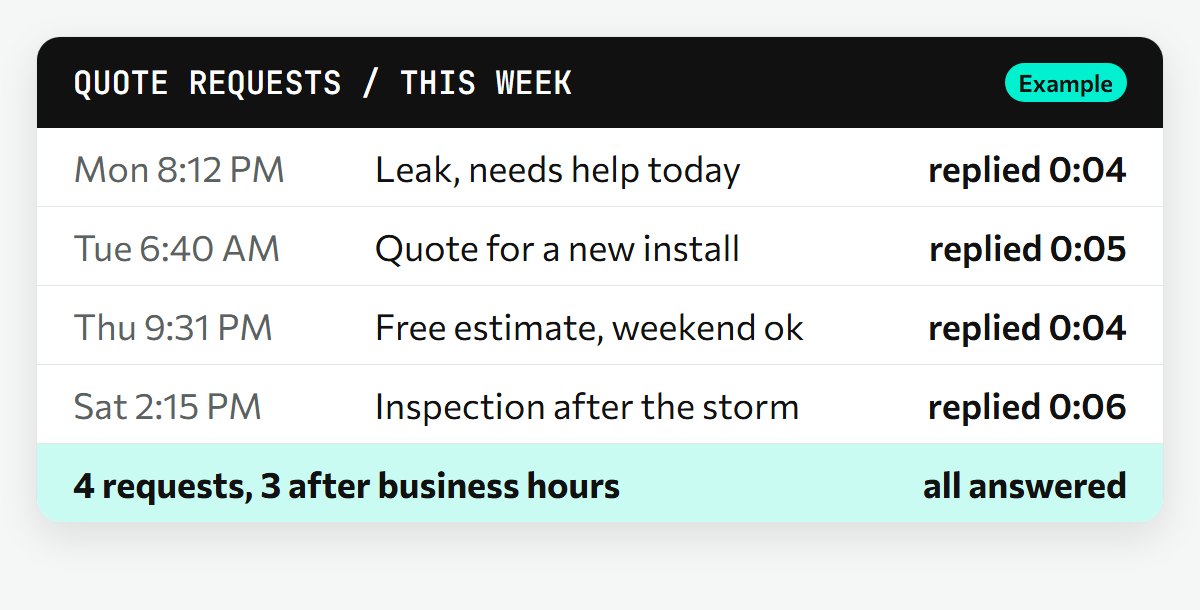 QUOTE REQUESTS / THIS WEEK Example
Mon 8:12 PM Leak, needs help today replied 0:04
Tue 6:40 AM Quote for a new install replied 0:05
Thu 9:31 PM Free estimate, weekend ok replied 0:04
Sat 2:15 PM Inspection after the storm replied 0:06
4 requests, 3 after business hours all answered